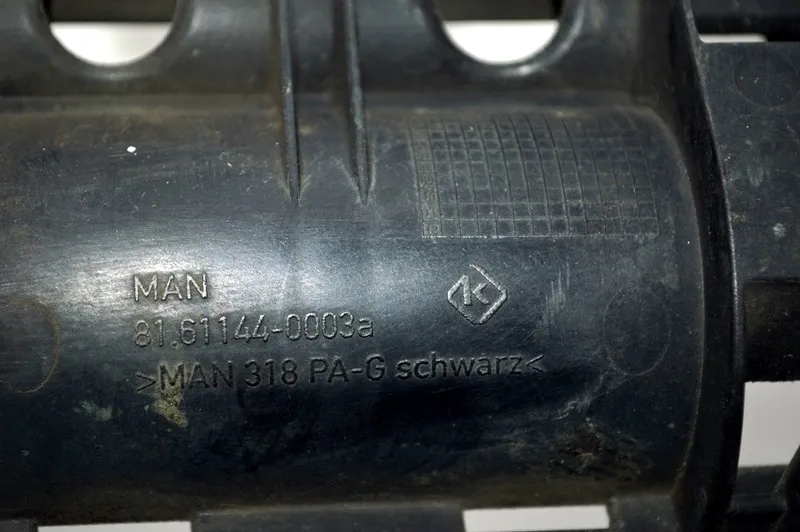 MAN
81.61144-0003a
>MAN 318 PA-G schwarz<
K